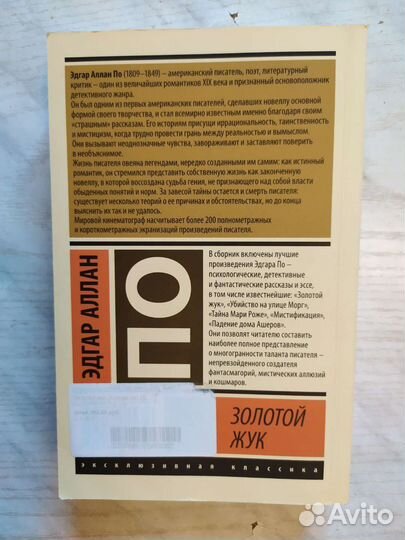 Эдгар Аллан По (1809–1849) – американский писатель, поэт, литературный
критик – один из величайших романтиков XIX века и признанный основоположник
детективного жанра.
Он был одним из первых американских писателей, сделавших новеллу основной
формой своего творчества, и стал всемирно известным именно благодаря своим
«страшным» рассказам. Его историям присущи иррациональность, таинственность
и мистицизм, когда трудно провести грань между реальностью и вымыслом.
Они вызывают неоднозначные чувства, завораживают и заставляют поверить
в необъяснимое.
Жизнь писателя овеяна легендами, нередко созданными им самим: как истинный
романтик, он стремился представить собственную жизнь как законченную
новеллу, в которой воссоздана судьба гения, не признающего над собой власти
обыденных понятий и норм. За завесой тайны остается и смерть писателя:
существует несколько теорий о ее причинах и обстоятельствах, но до конца
выяснить их так и не удалось.
Мировой кинематограф насчитывает более 200 полнометражных
и короткометражных экранизаций произведений писателя.
ЭДГАР АЛЛАН
ПО
В сборник включены лучшие
произведения Эдгара По –
психологические, детективные
и фантастические рассказы и эссе,
в том числе известнейшие: «Золотой
жук», «Убийство на улице Морг»,
«Тайна Мари Роже», «Мистификация»,
«Падение дома Ашеров».
Они позволят читателю составить
наиболее полное представление
о многогранности таланта писателя –
непревзойденного создателя
фантасмагорий, мистических аллюзий
и кошмаров.
ЗОЛОТОЙ
ЖУК
эксклюзивная классика
Avito